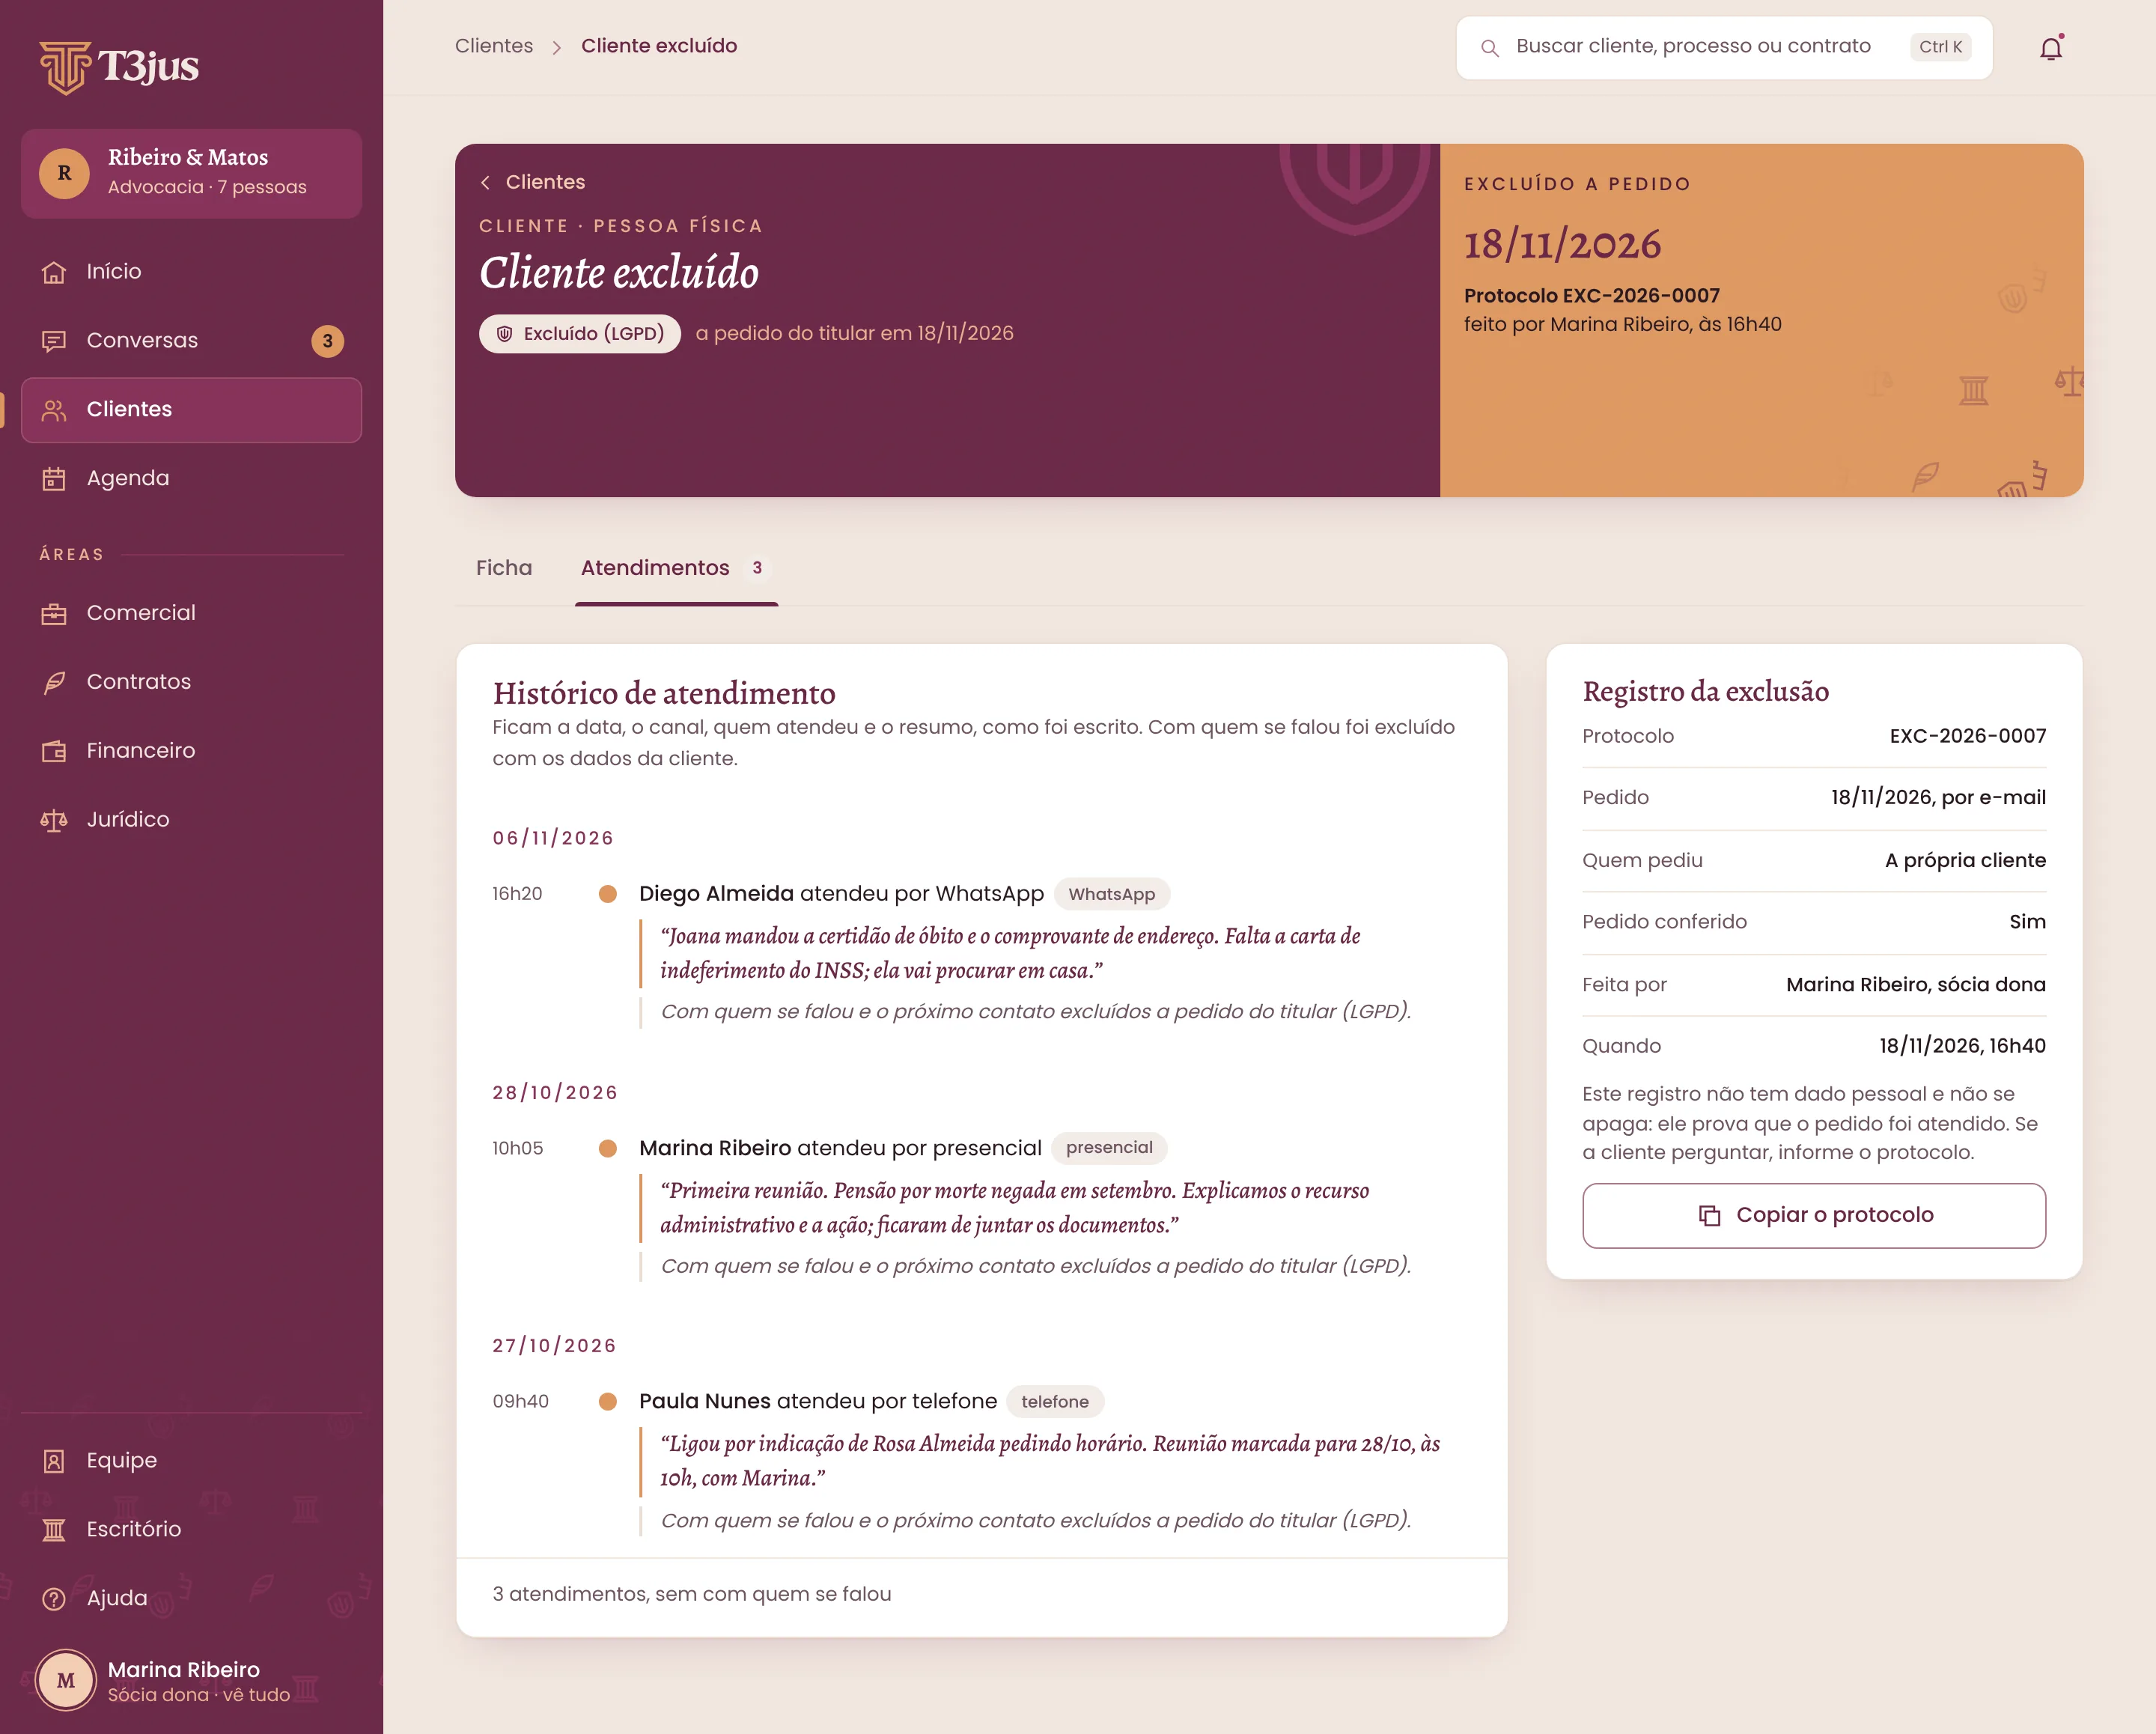 T3jus
R
Ribeiro & Matos
Advocacia · 7 pessoas
Início
Conversas
3
Clientes
Agenda
ÁREAS
Comercial
Contratos
Financeiro
Jurídico
Equipe
Escritório
Ajuda
M
Marina Ribeiro
Sócia dona · vê tudo
Clientes
Cliente excluído
Buscar cliente, processo ou contrato
Ctrl K
Clientes
CLIENTE · PESSOA FÍSICA
Cliente excluído
Excluído (LGPD)
a pedido do titular em 18/11/2026
EXCLUÍDO A PEDIDO
18/11/2026
Protocolo EXC-2026-0007
feito por Marina Ribeiro, às 16h40
Ficha
Atendimentos
3
Histórico de atendimento
Ficam a data, o canal, quem atendeu e o resumo, como foi escrito. Com quem se falou foi excluído
com os dados da cliente.
06/11/2026
16h20
Diego Almeida atendeu por WhatsApp
WhatsApp
“Joana mandou a certidão de óbito e o comprovante de endereço. Falta a carta de
indeferimento do INSS; ela vai procurar em casa.”
Com quem se falou e o próximo contato excluídos a pedido do titular (LGPD).
28/10/2026
10h05
Marina Ribeiro atendeu por presencial
presencial
“Primeira reunião. Pensão por morte negada em setembro. Explicamos o recurso
administrativo e a ação; ficaram de juntar os documentos.”
Com quem se falou e o próximo contato excluídos a pedido do titular (LGPD).
27/10/2026
09h40
Paula Nunes atendeu por telefone
telefone
“Ligou por indicação de Rosa Almeida pedindo horário. Reunião marcada para 28/10, às
10h, com Marina.”
Com quem se falou e o próximo contato excluídos a pedido do titular (LGPD).
3 atendimentos, sem com quem se falou
Registro da exclusão
Protocolo
EXC-2026-0007
Pedido
18/11/2026, por e-mail
Quem pediu
A própria cliente
Pedido conferido
Sim
Feita por
Marina Ribeiro, sócia dona
Quando
18/11/2026, 16h40
Este registro não tem dado pessoal e não se
apaga: ele prova que o pedido foi atendido. Se
a cliente perguntar, informe o protocolo.
Copiar o protocolo